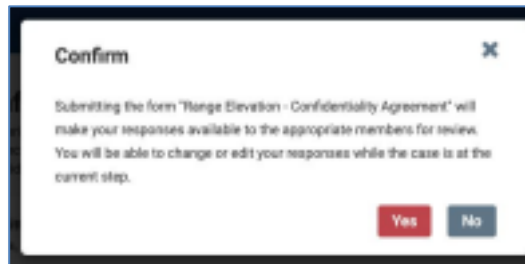 Confirm
Submitting the form "Range Elevation - Confidentiality Agreement" will
make your responses available to the appropriate members for review.
You will be able to change or edit your responses while the case is at the
current step.
Yes No